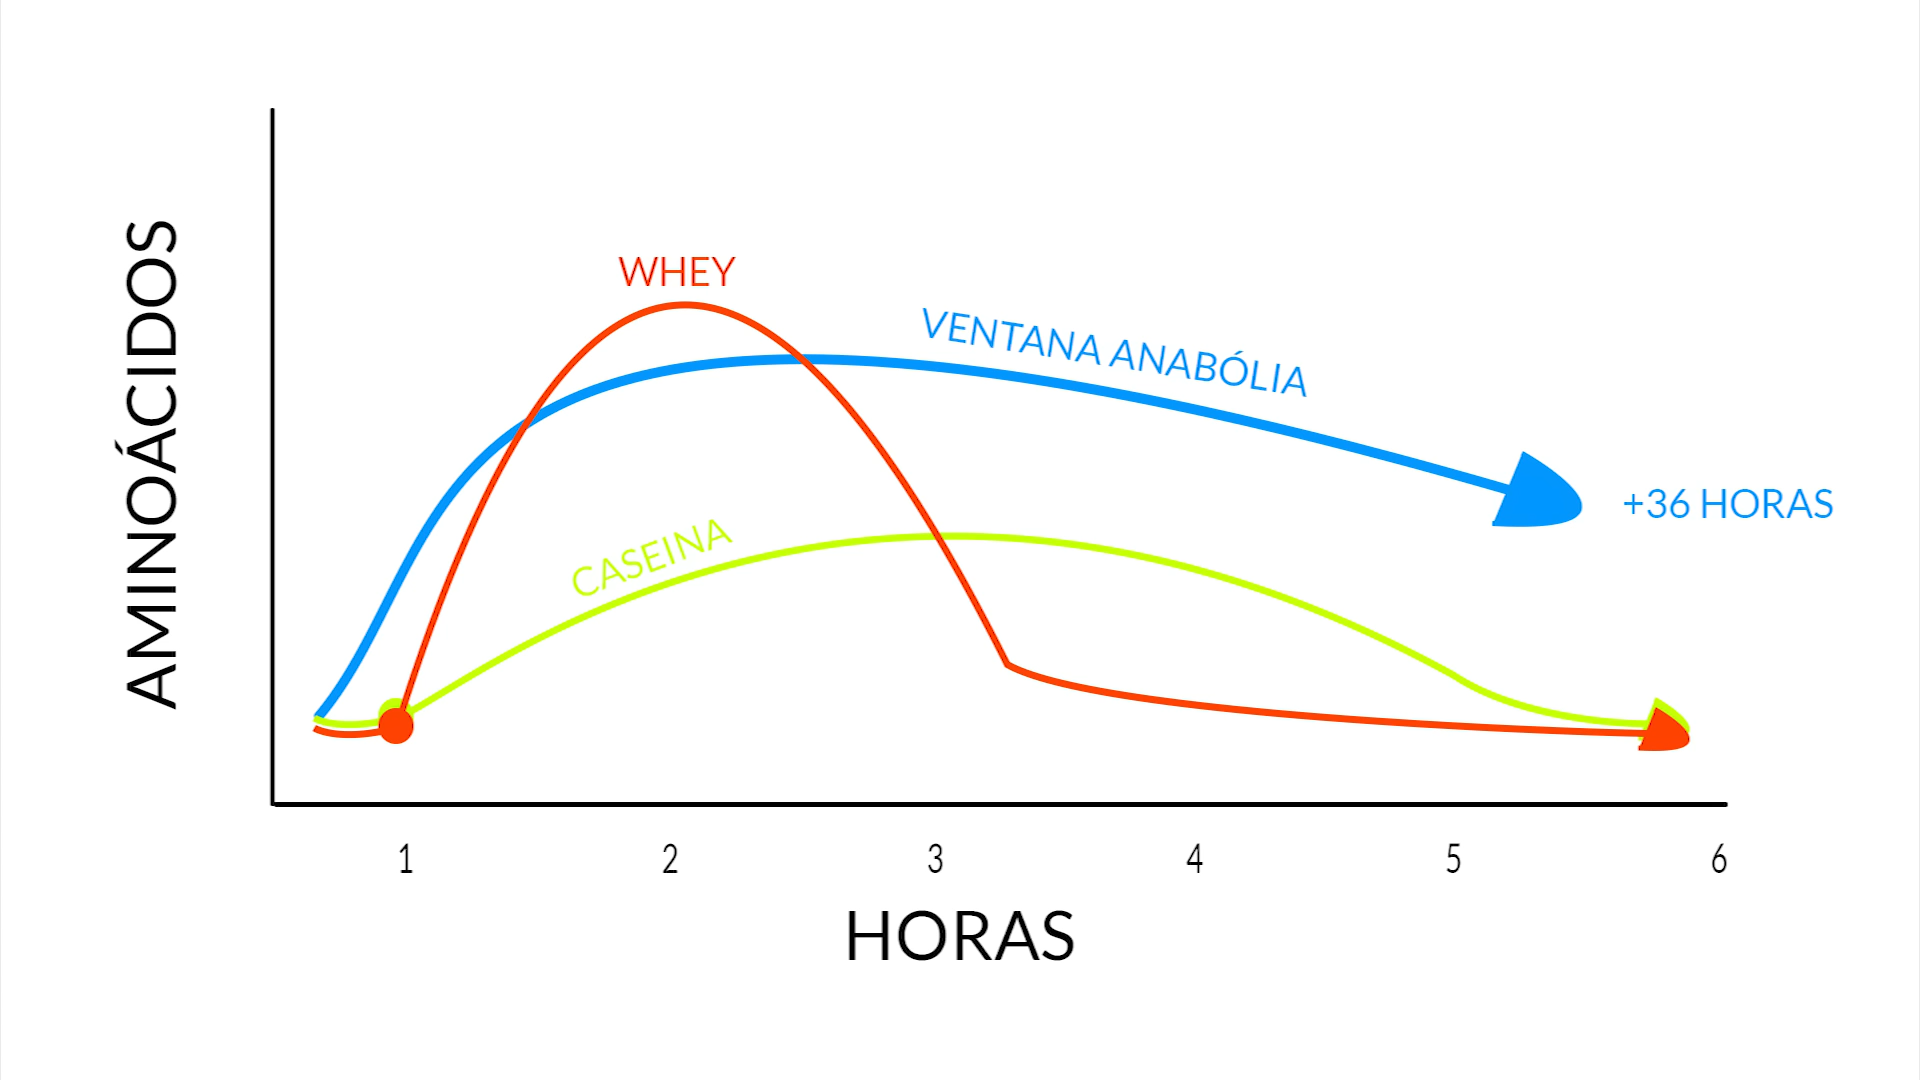 AMINOÁCIDOS
WHEY
VENTANA ANABÓLIA
+36 HORAS
CASEINA
1 2 3 4 5 6
HORAS